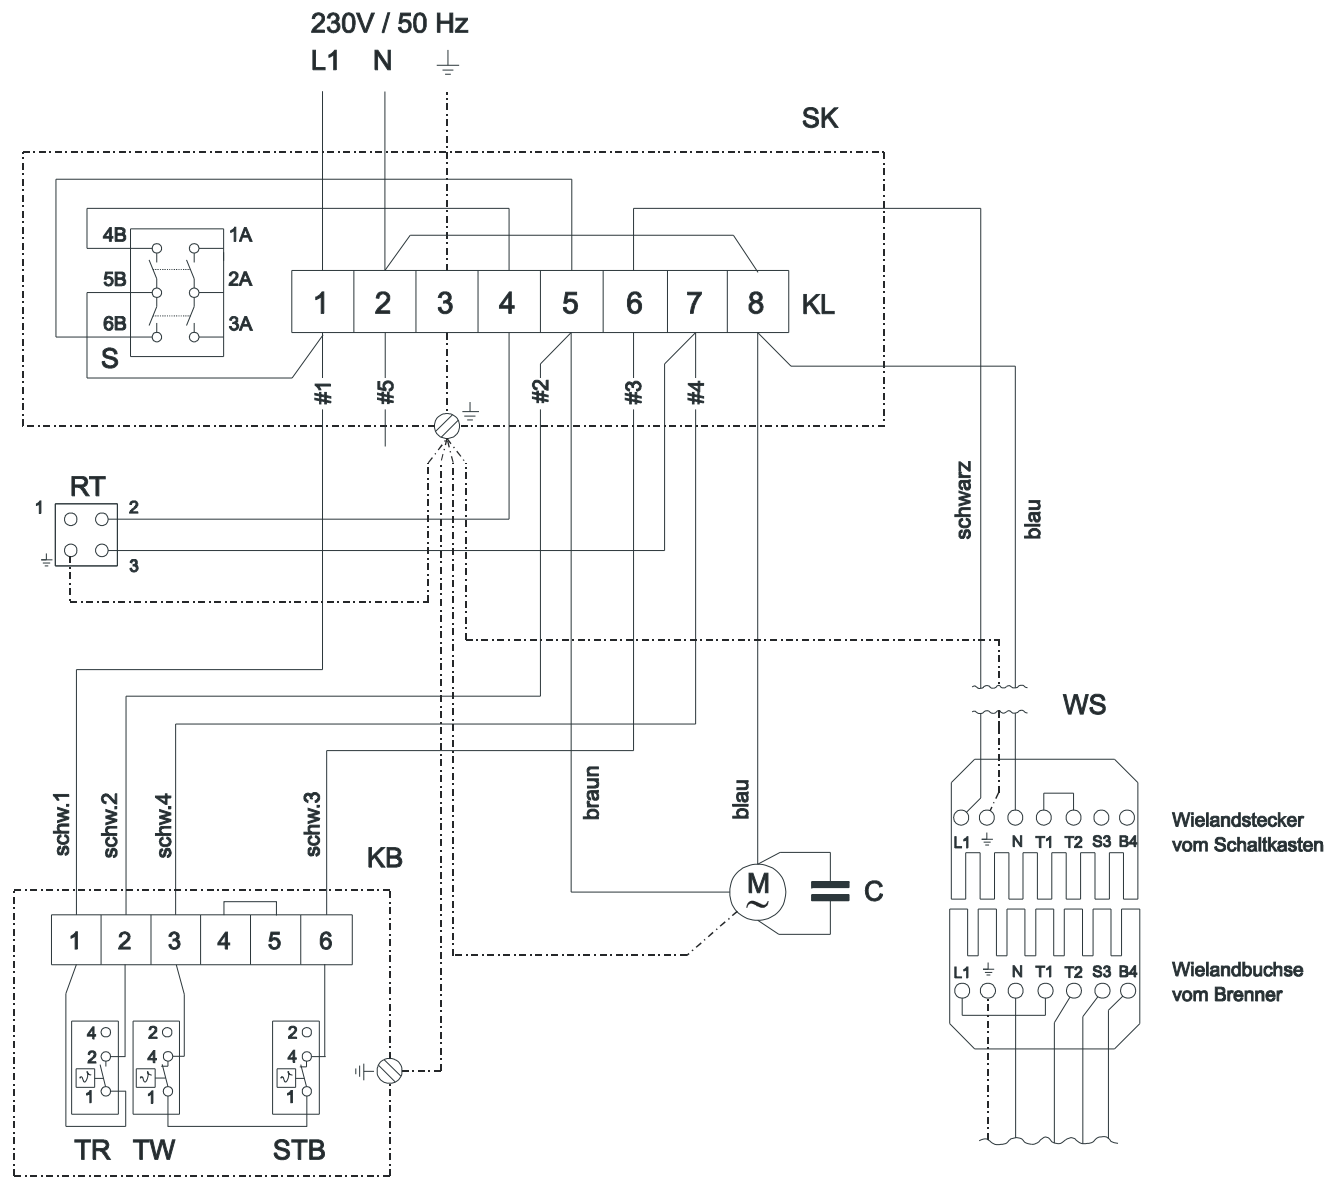 230V / 50 Hz
L1 N
SK
4B 1A
5B 2A
6B 3A
S
1 2 3 4 5 6 7 8 KL
#1 #5 #2 #3 #4
RT
1 2
3
schwarz
blau
WS
schw.1
schw.2
schw.4
schw.3
braun
blau
KB
M
~
C
Wielandstecker
vom Schaltkasten
L1 N T1 T2 S3 B4
1 2 3 4 5 6
L1 N T1 T2 S3 B4
Wielandbuchse
vom Brenner
4 2 2
2 4 4
1 1 1
TR TW STB